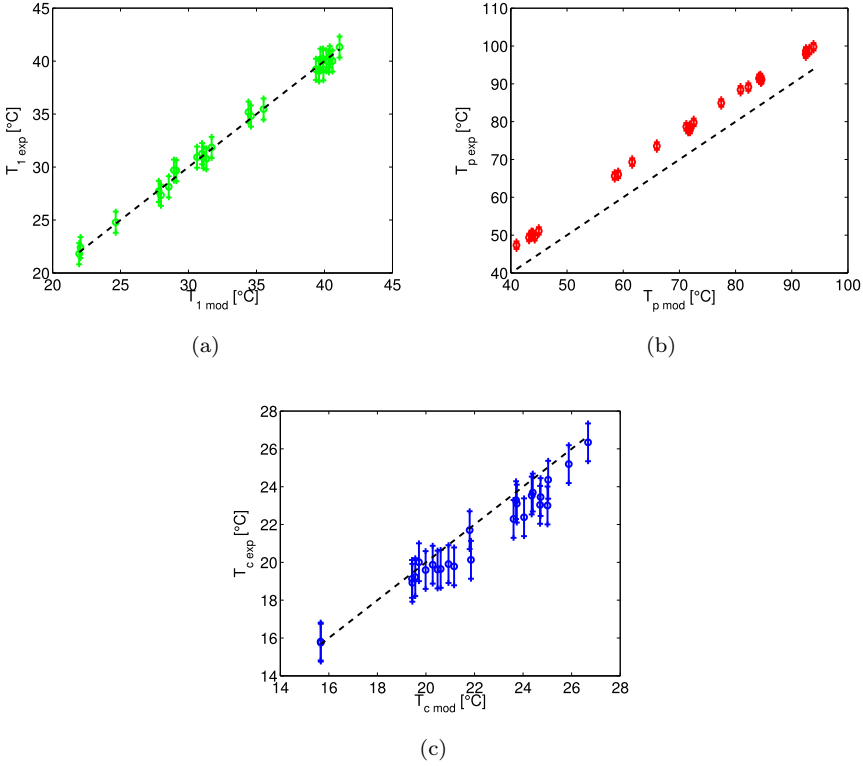 45
40
35
30
25
20
20 25 30 35 40 45
T1 exp [°C]
T1 mod [°C]
(a)
110
100
90
80
70
60
50
40
40 50 60 70 80 90 100
Tp exp [°C]
Tp mod [°C]
(b)
28
26
24
22
20
18
16
14
14 16 18 20 22 24 26 28
Tc exp [°C]
Tc mod [°C]
(c)